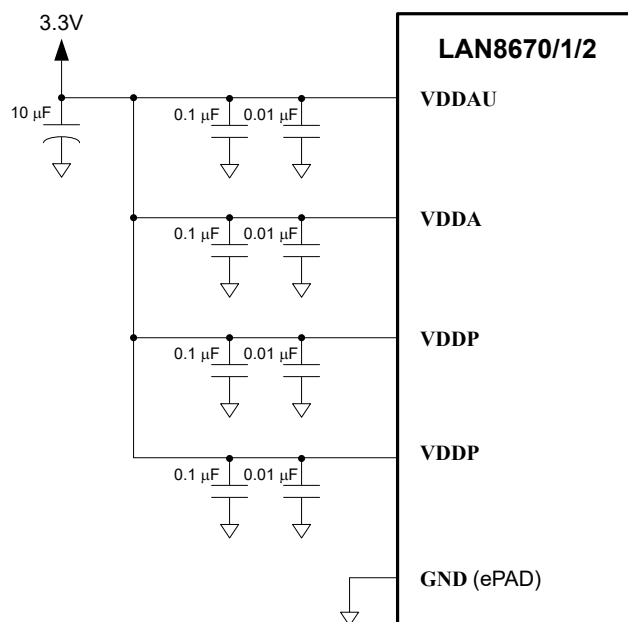 3.3V
LAN8670/1/2
10 μF
0.1 μF 0.01 μF
VDDAU
0.1 μF 0.01 μF
VDDA
0.1 μF 0.01 μF
VDDP
0.1 μF 0.01 μF
VDDP
GND (ePAD)